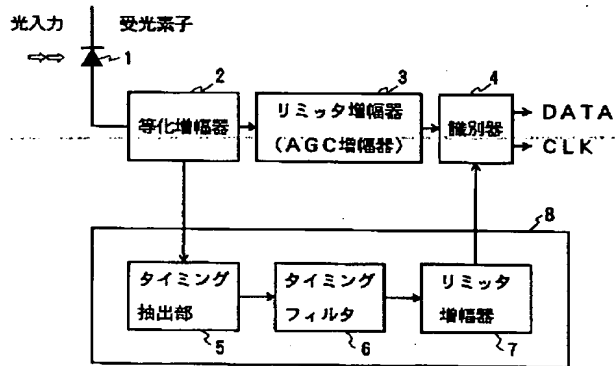 光入力
受光素子
1
2
3
4
等化増幅器
リミッタ増幅器
(AGC増幅器)
識別器
DATA
CLK
8
タイミング
抽出部
タイミング
フィルタ
リミッタ
増幅器
5
6
7